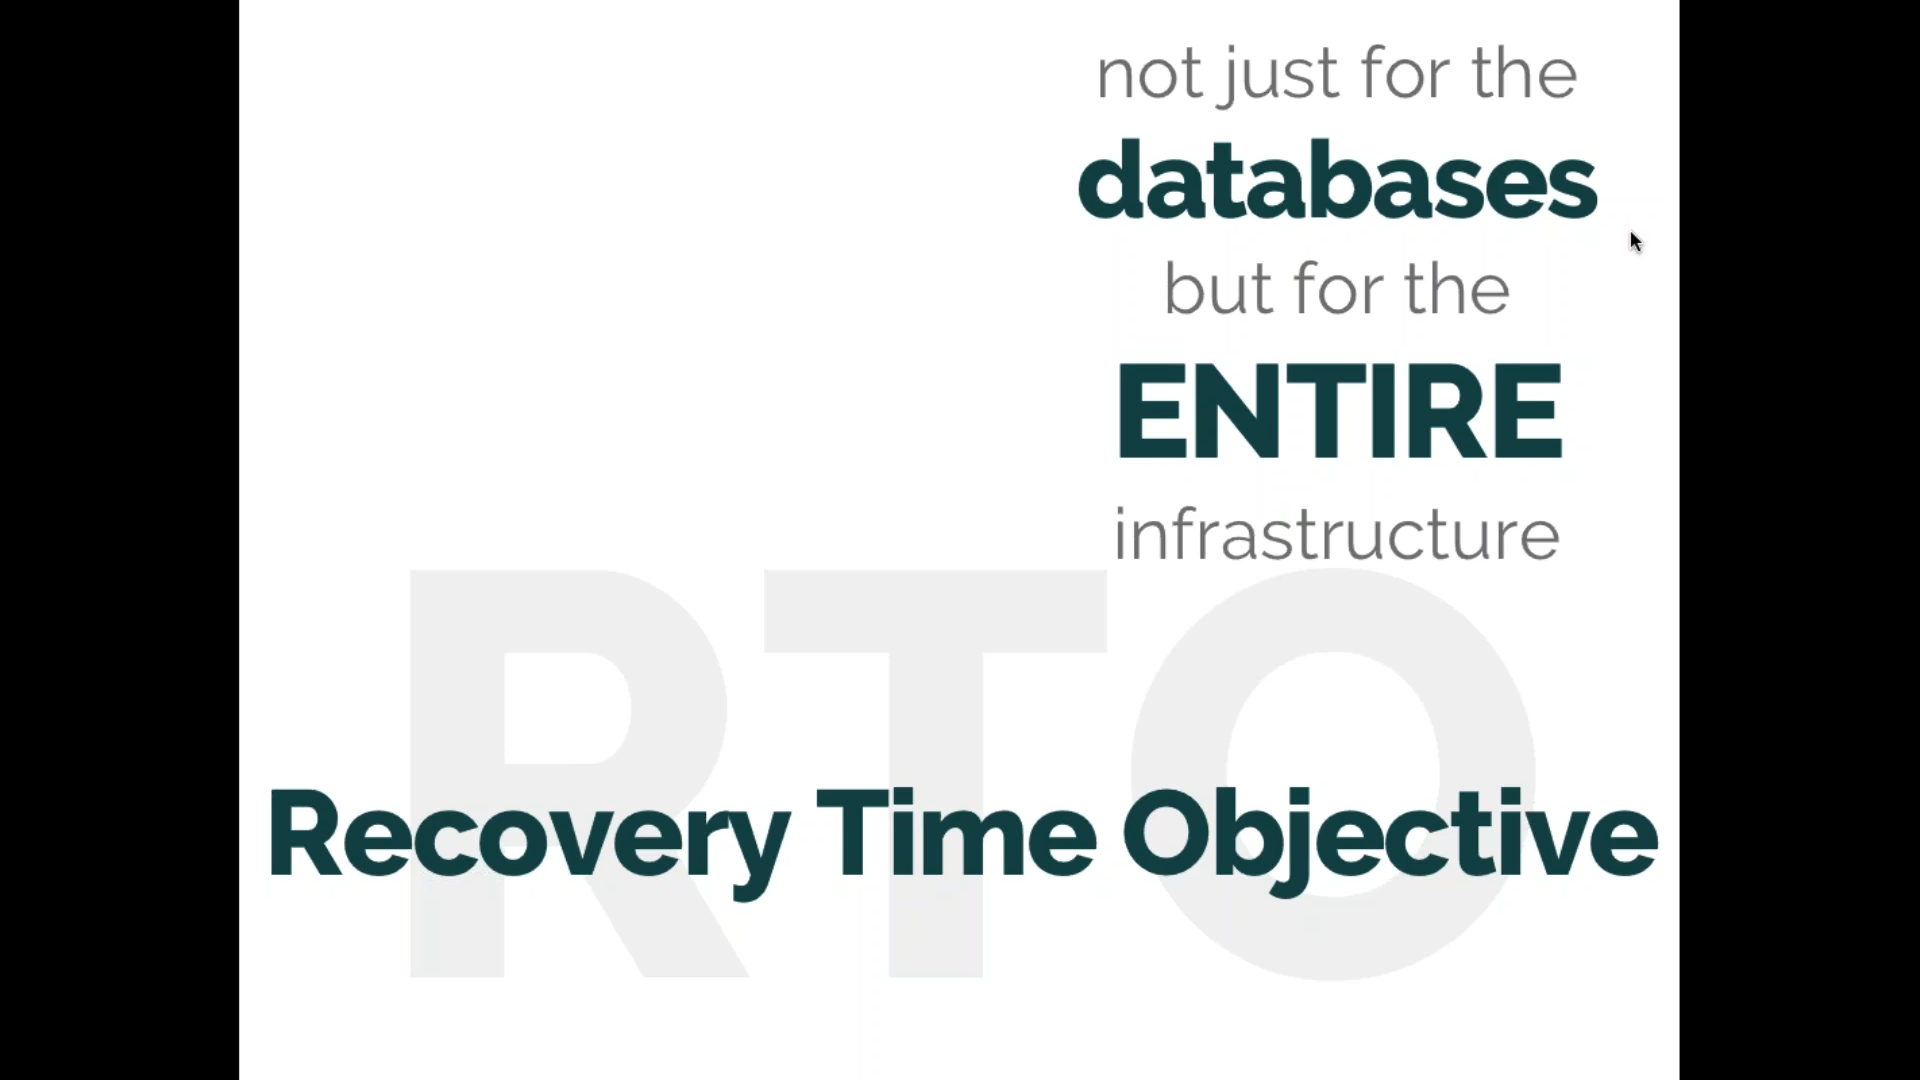 not just for the
databases
but for the
ENTIRE
infrastructure
RTO
Recovery Time Objective